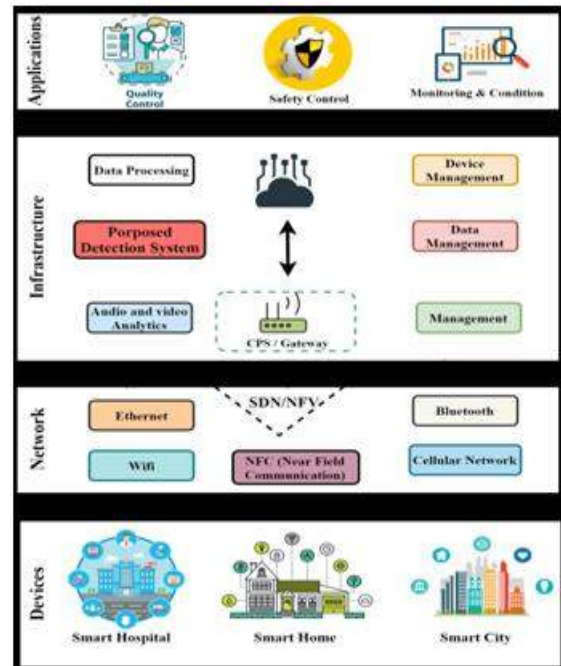 Applications
Quality
Control
Safety Control
Monitoring & Condition
Infrastructure
Data Processing
Device
Management
Porposed
Detection System
Data
Management
Audio and video
Analytics
CPS / Gateway
Management
Network
SDN/NFV
Ethernet
Bluetooth
Wifi
NFC (Near Field
Communication)
Cellular Network
Devices
Smart Hospital
Smart Home
Smart City